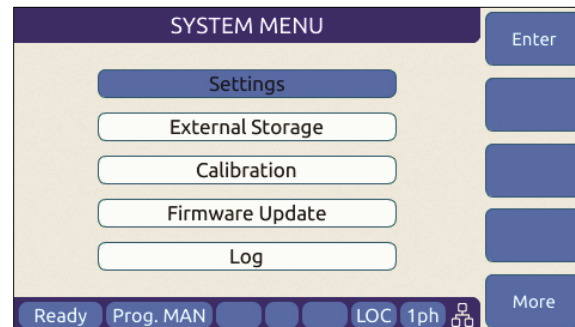 SYSTEM MENU
Enter
Settings
External Storage
Calibration
Firmware Update
Log
More
Ready Prog. MAN LOC 1ph